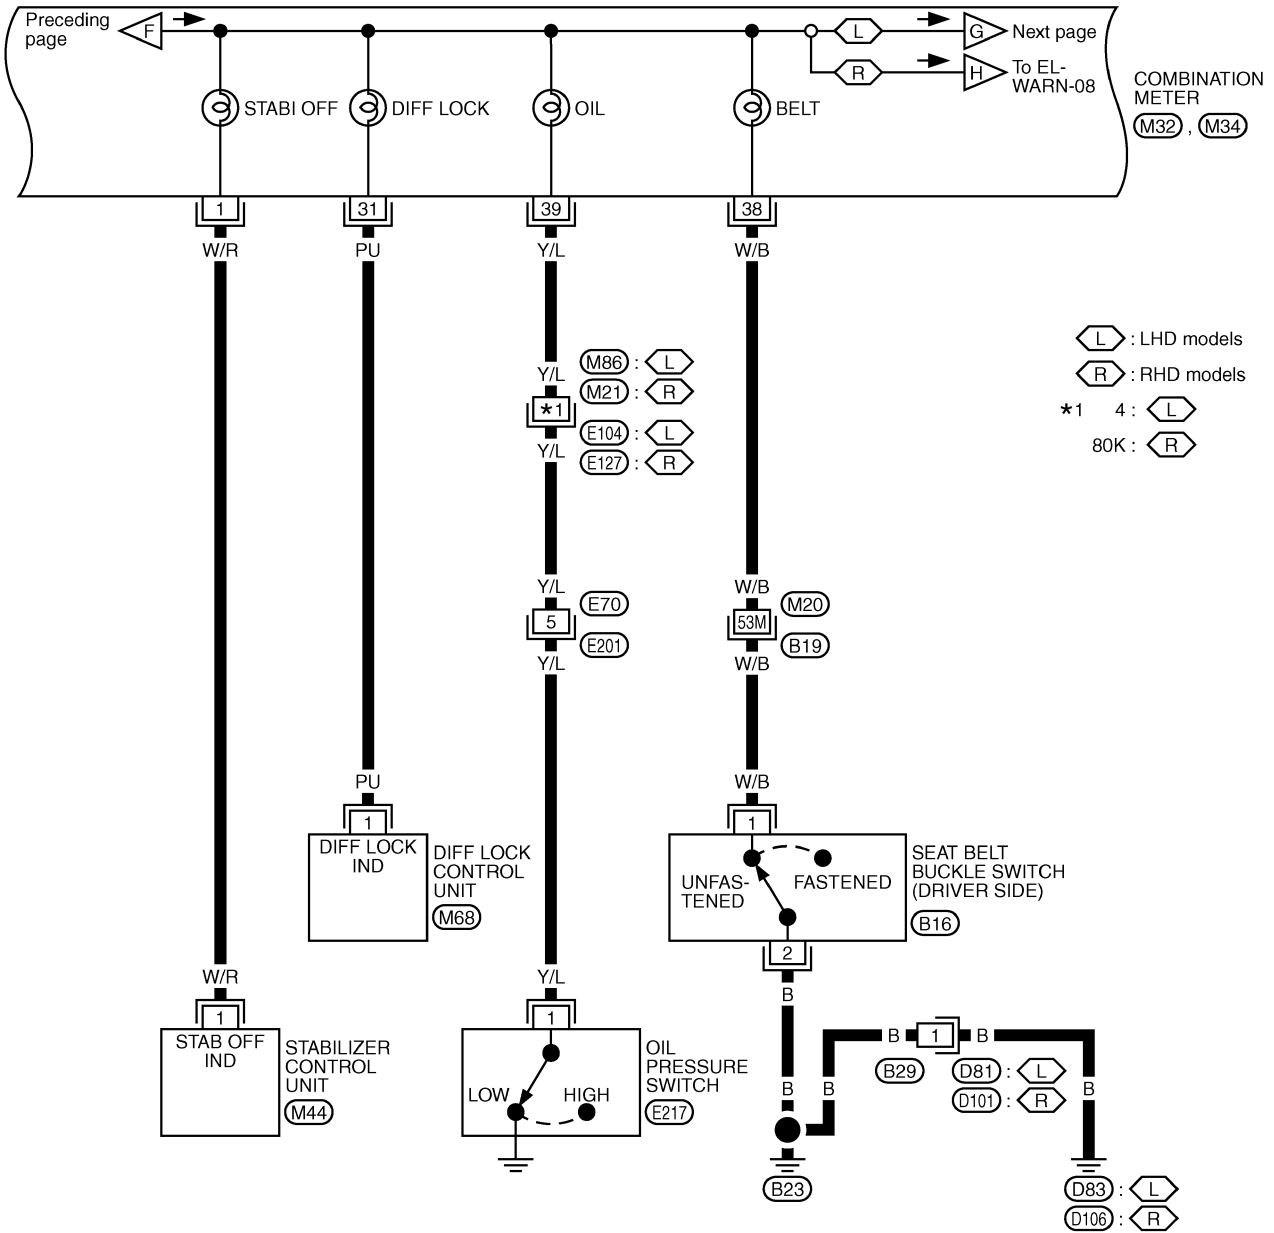 Preceding
page
F
L
G
Next page
R
H
To EL-
WARN-08
STABI OFF
DIFF LOCK
OIL
BELT
COMBINATION
METER
M32 , M34
1
31
39
38
W/R
PU
Y/L
W/B
L : LHD models
R : RHD models
*1 4 : L
80K : R
Y/L
M86 : L
M21 : R
*1
E104 : L
E127 : R
Y/L
Y/L
E70
5
E201
Y/L
W/B
M20
53M
B19
W/B
PU
1
DIFF LOCK
IND
DIFF LOCK
CONTROL
UNIT
M68
W/B
1
UNFAS-
TENED
FASTENED
SEAT BELT
BUCKLE SWITCH
(DRIVER SIDE)
B16
2
B
W/R
1
STAB OFF
IND
STABILIZER
CONTROL
UNIT
M44
Y/L
1
LOW
HIGH
OIL
PRESSURE
SWITCH
E217
B
B
B
1
B
B29
D81 : L
D101 : R
B
B23
D83 : L
D106 : R